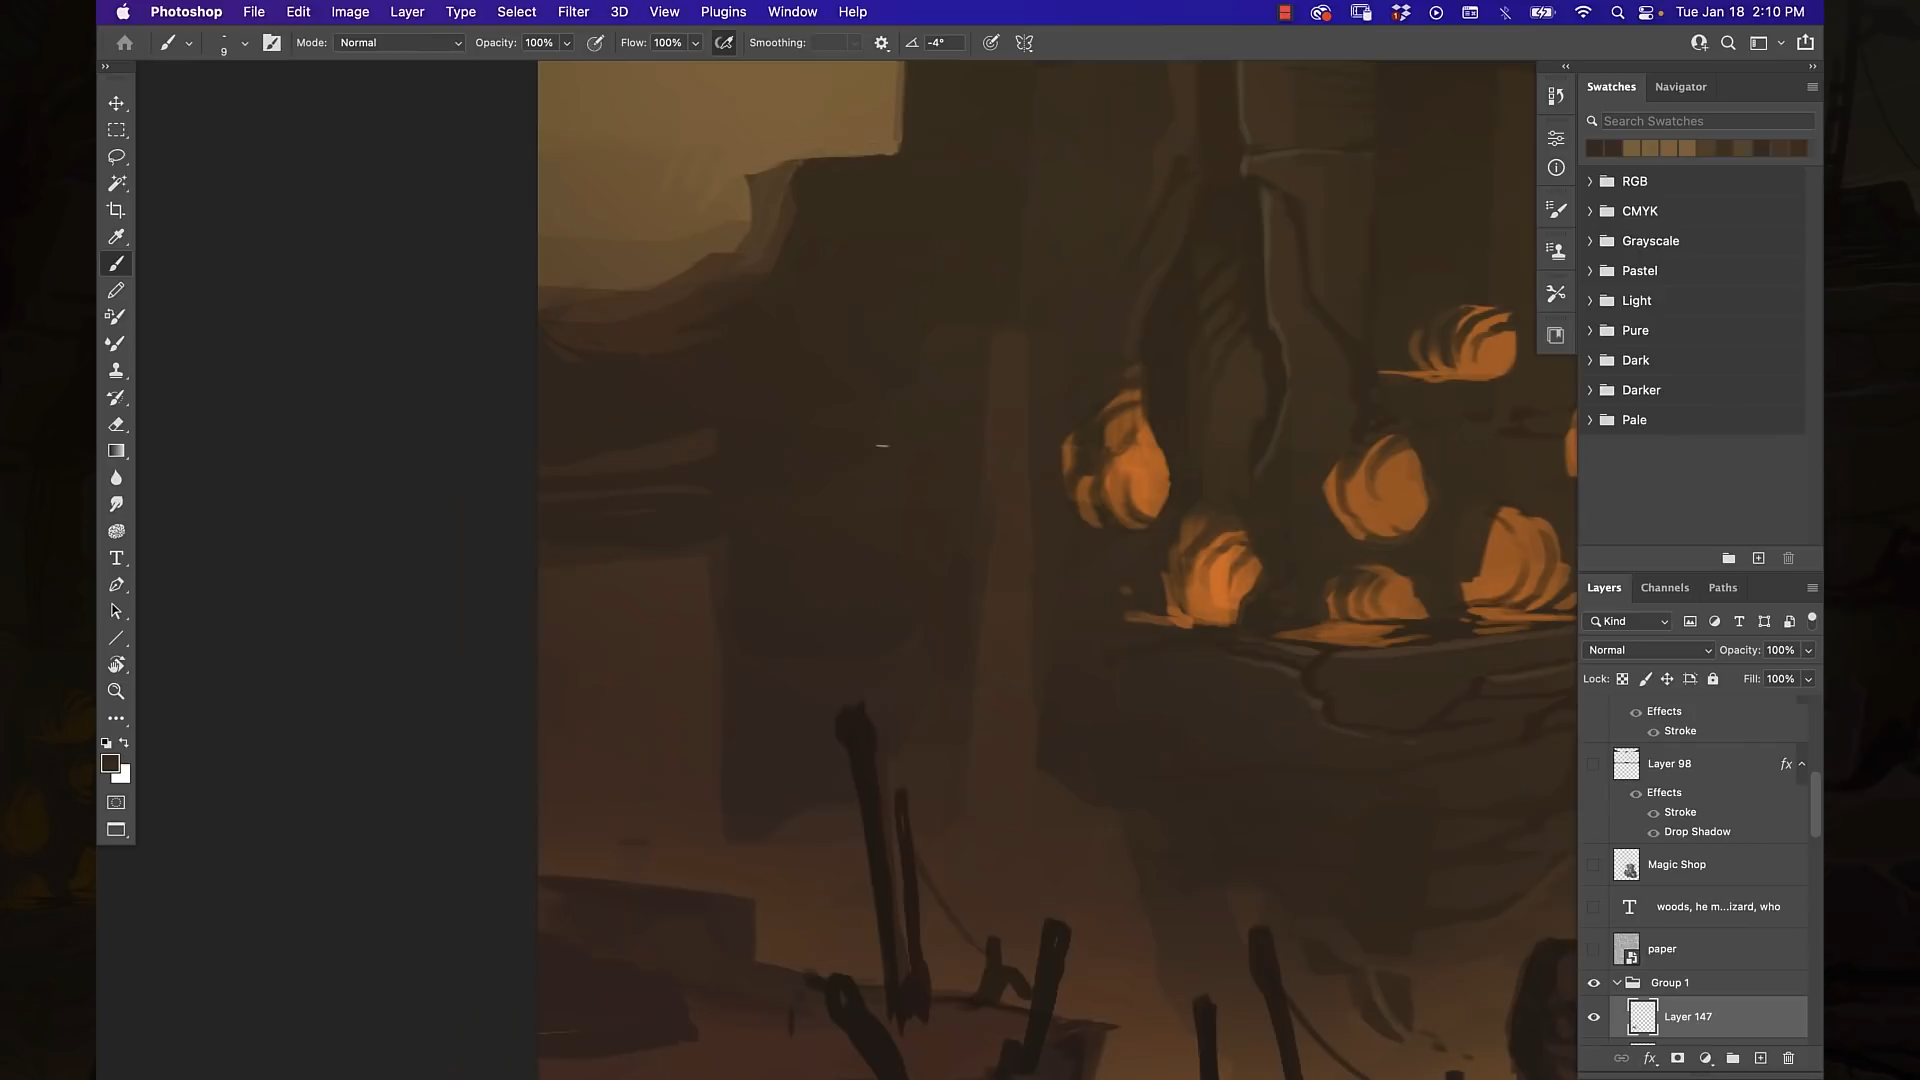 Photoshop File Edit Image Layer Type Select Filter 3D View Plugins Window Help Tue Jan 18 2:10 PM
9 Mode: Normal Opacity: 100% Flow: 100% Smoothing: -4°
Swatches Navigator
Search Swatches
RGB
CMYK
Grayscale
Pastel
Light
Pure
Dark
Darker
Pale
Layers Channels Paths
Kind
Normal Opacity: 100%
Lock: Fill: 100%
Effects
Stroke
Layer 98 fx
Effects
Stroke
Drop Shadow
Magic Shop
woods, he m...izard, who
paper
Group 1
Layer 147
fx